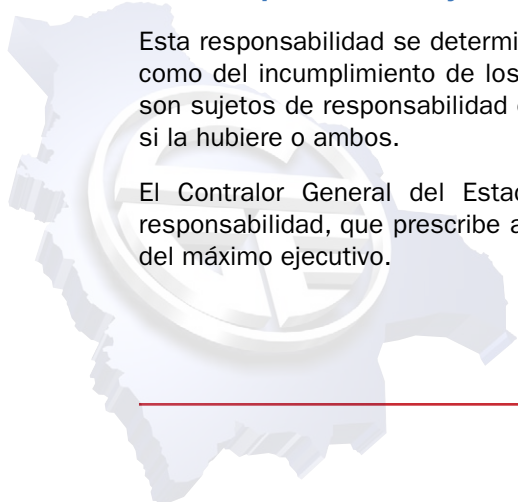 Esta responsabilidad se determi
como del incumplimiento de los
son sujetos de responsabilidad
si la hubiere o ambos.
El Contralor General del Esta
responsabilidad, que prescribe a
del máximo ejecutivo.